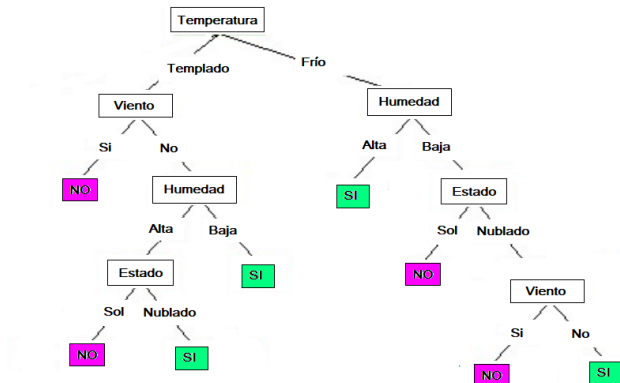 Temperatura
Templado
Frío
Viento
Humedad
Si
No
Alta
Baja
NO
Humedad
SI
Estado
Alta
Baja
Sol
Nublado
Estado
SI
NO
Viento
Sol
Nublado
Si
No
NO
SI
NO
SI